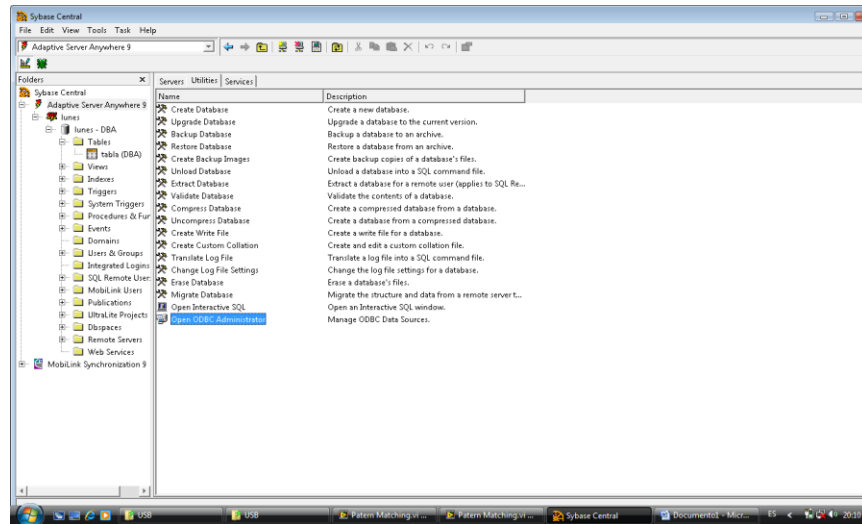 Sybase Central
File Edit View Tools Task Help
Adaptive Server Anywhere 9
Folders
Sybase Central
Adaptive Server Anywhere 9
lunes
lunes - DBA
Tables
tabla (DBA)
Views
Indexes
Triggers
System Triggers
Procedures & Fur
Events
Domains
Users & Groups
Integrated Logins
SQL Remote User:
MobiLink Users
Publications
UltraLite Projects
Dbspaces
Remote Servers
Web Services
MobiLink Synchronization 9
Servers Utilities Services
Name Description
Create Database Create a new database.
Upgrade Database Upgrade a database to the current version.
Backup Database Backup a database to an archive.
Restore Database Restore a database from an archive.
Create Backup Images Create backup copies of a database's files.
Unload Database Unload a database into a SQL command file.
Extract Database Extract a database for a remote user (applies to SQL Re...
Validate Database Validate the contents of a database.
Compress Database Create a compressed database from a database.
Uncompress Database Create a database from a compressed database.
Create Write File Create a write file for a database.
Create Custom Collation Create and edit a custom collation file.
Translate Log File Translate a log file into a SQL command file.
Change Log File Settings Change the log file settings for a database.
Erase Database Erase a database's files.
Migrate Database Migrate the structure and data from a remote server t...
Open Interactive SQL Open an Interactive SQL window.
Open ODBC Administrator Manage ODBC Data Sources.
USB USB Patern Matching.vi ... Patern Matching.vi ... Sybase Central Documento1 - Micr... ES 20:10